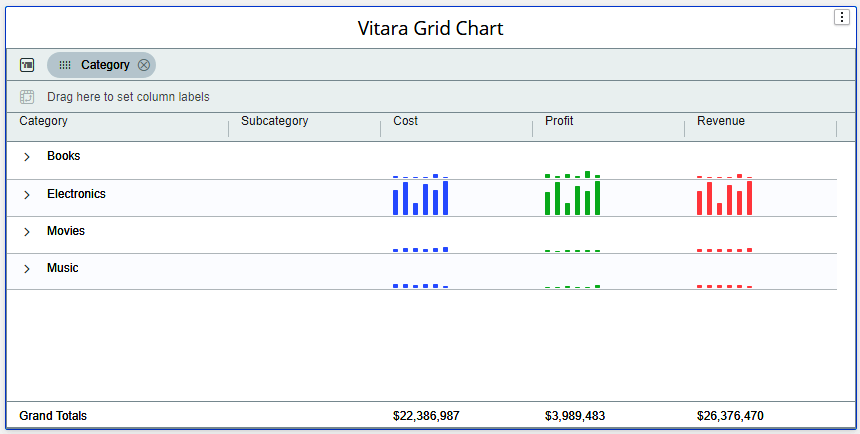 Vitara Grid Chart
Category
Drag here to set column labels
Category Subcategory Cost Profit Revenue
Books
Electronics
Movies
Music
Grand Totals $22,386,987 $3,989,483 $26,376,470